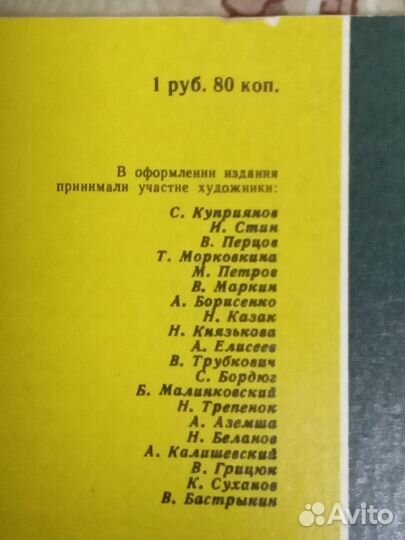 1 руб. 80 коп.
В оформлении издания
принимали участие художники:
С. Куприянов
И. Стин
В. Перцов
Т. Морковкина
М. Петров
В. Маркин
А. Борисенко
Н. Казак
Н. Князькова
А. Елисеев
В. Трубкович
С. Бордюг
Б. Малинковский
Н. Трепенок
А. Аземша
Н. Беланов
А. Калишевский
В. Грицюк
К. Суханов
В. Бастрыкин
Avito